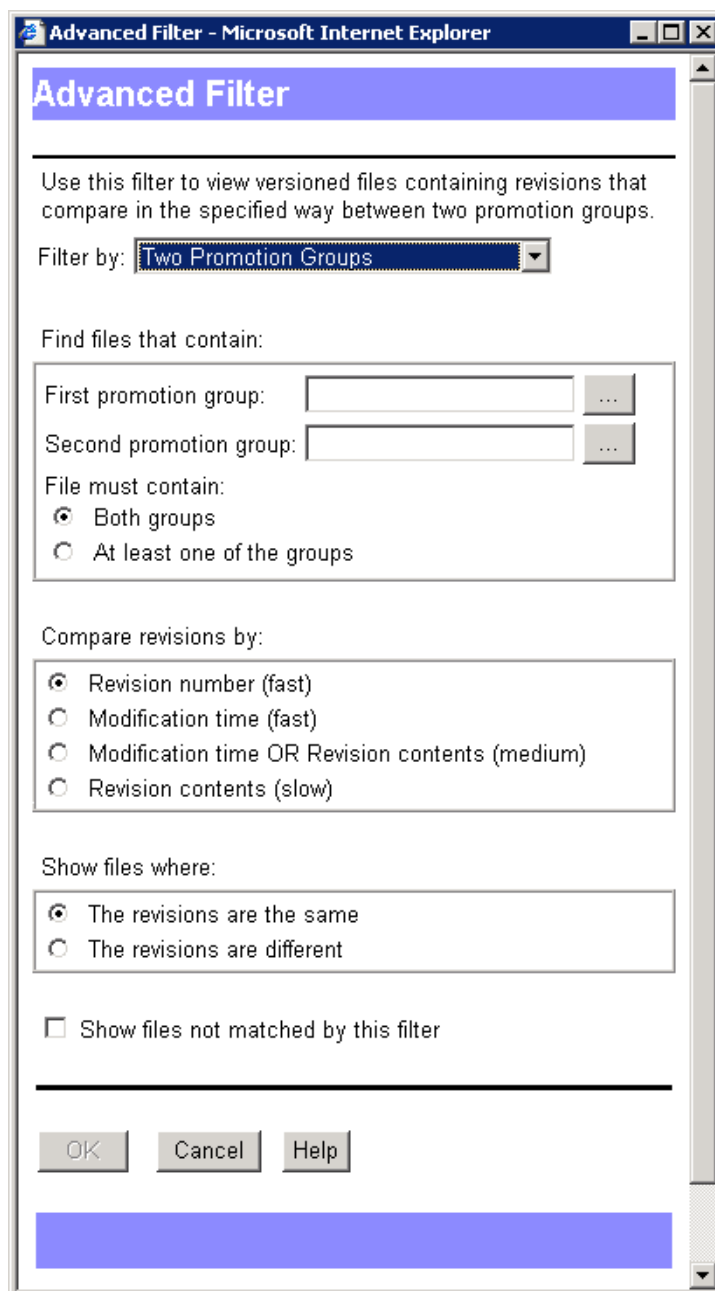 Advanced Filter - Microsoft Internet Explorer
Advanced Filter
Use this filter to view versioned files containing revisions that
compare in the specified way between two promotion groups.
Filter by: Two Promotion Groups
Find files that contain:
First promotion group: ...
Second promotion group: ...
File must contain:
Both groups
At least one of the groups
Compare revisions by:
Revision number (fast)
Modification time (fast)
Modification time OR Revision contents (medium)
Revision contents (slow)
Show files where:
The revisions are the same
The revisions are different
Show files not matched by this filter
OK Cancel Help